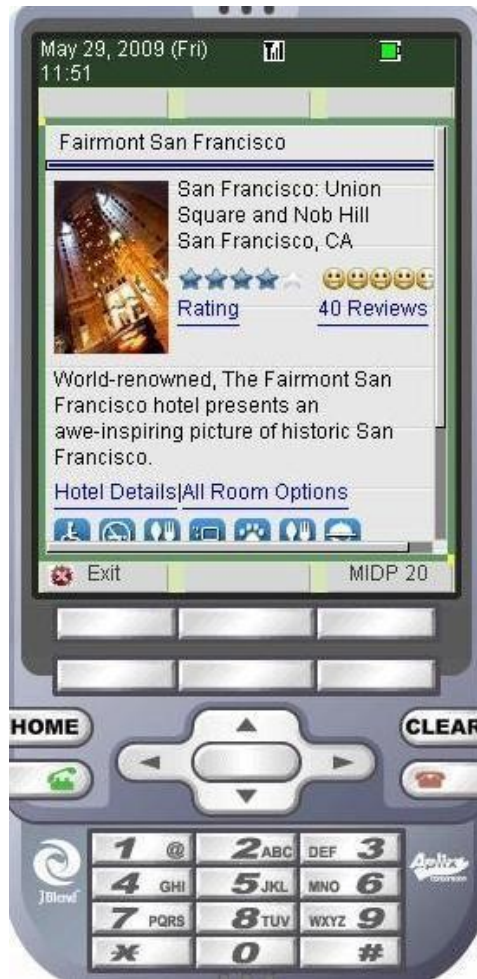 May 29, 2009 (Fri)
11:51
Fairmont San Francisco
San Francisco: Union
Square and Nob Hill
San Francisco, CA
Rating 40 Reviews
World-renowned, The Fairmont San
Francisco hotel presents an
awe-inspiring picture of historic San
Francisco.
Hotel Details|All Room Options
Exit MIDP 20
HOME CLEAR
1 @ 2 ABC DEF 3
4 GHI 5 JKL MNO 6
JBlend Aplix
7 PQRS 8 TUV WXYZ 9
* 0 #